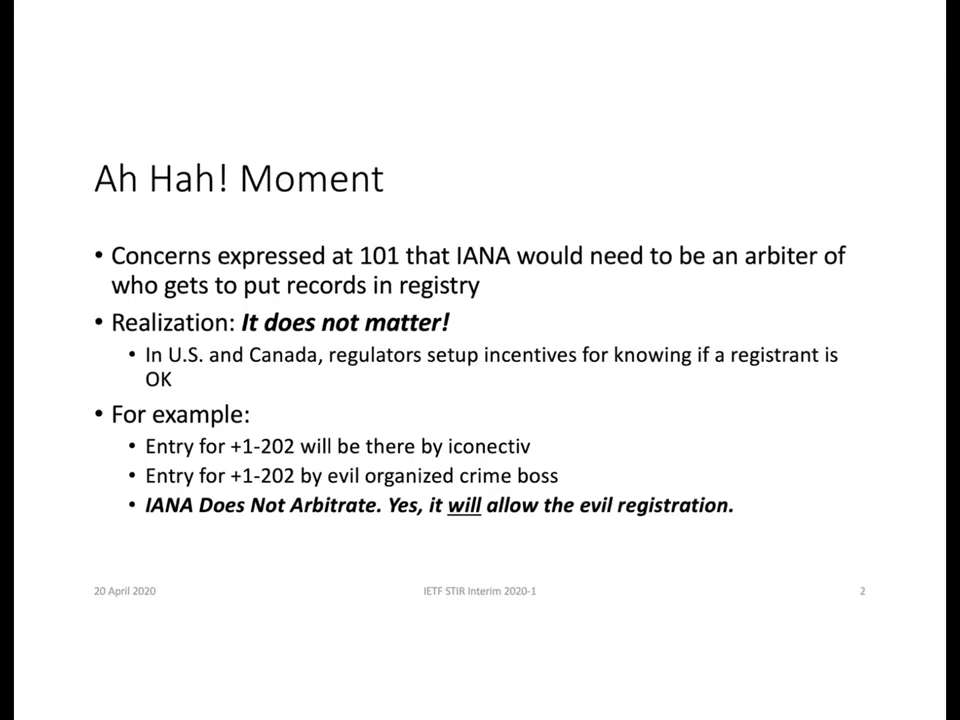 Ah Hah! Moment
• Concerns expressed at 101 that IANA would need to be an arbiter of
who gets to put records in registry
• Realization: It does not matter!
• In U.S. and Canada, regulators setup incentives for knowing if a registrant is
OK
• For example:
• Entry for +1-202 will be there by iconectiv
• Entry for +1-202 by evil organized crime boss
• IANA Does Not Arbitrate. Yes, it will allow the evil registration.
20 April 2020 IETF STIR Interim 2020-1 2